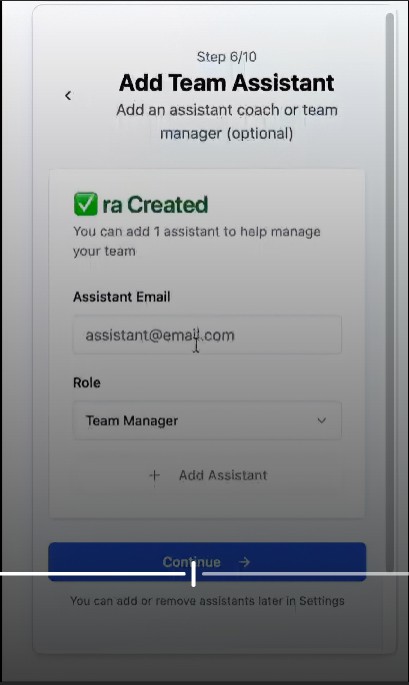 Step 6/10
Add Team Assistant
Add an assistant coach or team
manager (optional)
✅ ra Created
You can add 1 assistant to help manage
your team
Assistant Email
assistant@email.com
Role
Team Manager
+ Add Assistant
Continue →
You can add or remove assistants later in Settings